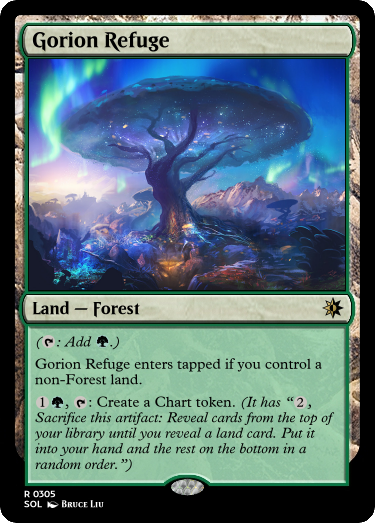 Gorion Refuge
Land — Forest
(: Add .)
Gorion Refuge enters tapped if you control a
non-Forest land.
1, : Create a Chart token. (It has “2,
Sacrifice this artifact: Reveal cards from the top of
your library until you reveal a land card. Put it
into your hand and the rest on the bottom in a
random order.”)
R 0305
SOL Bruce Liu